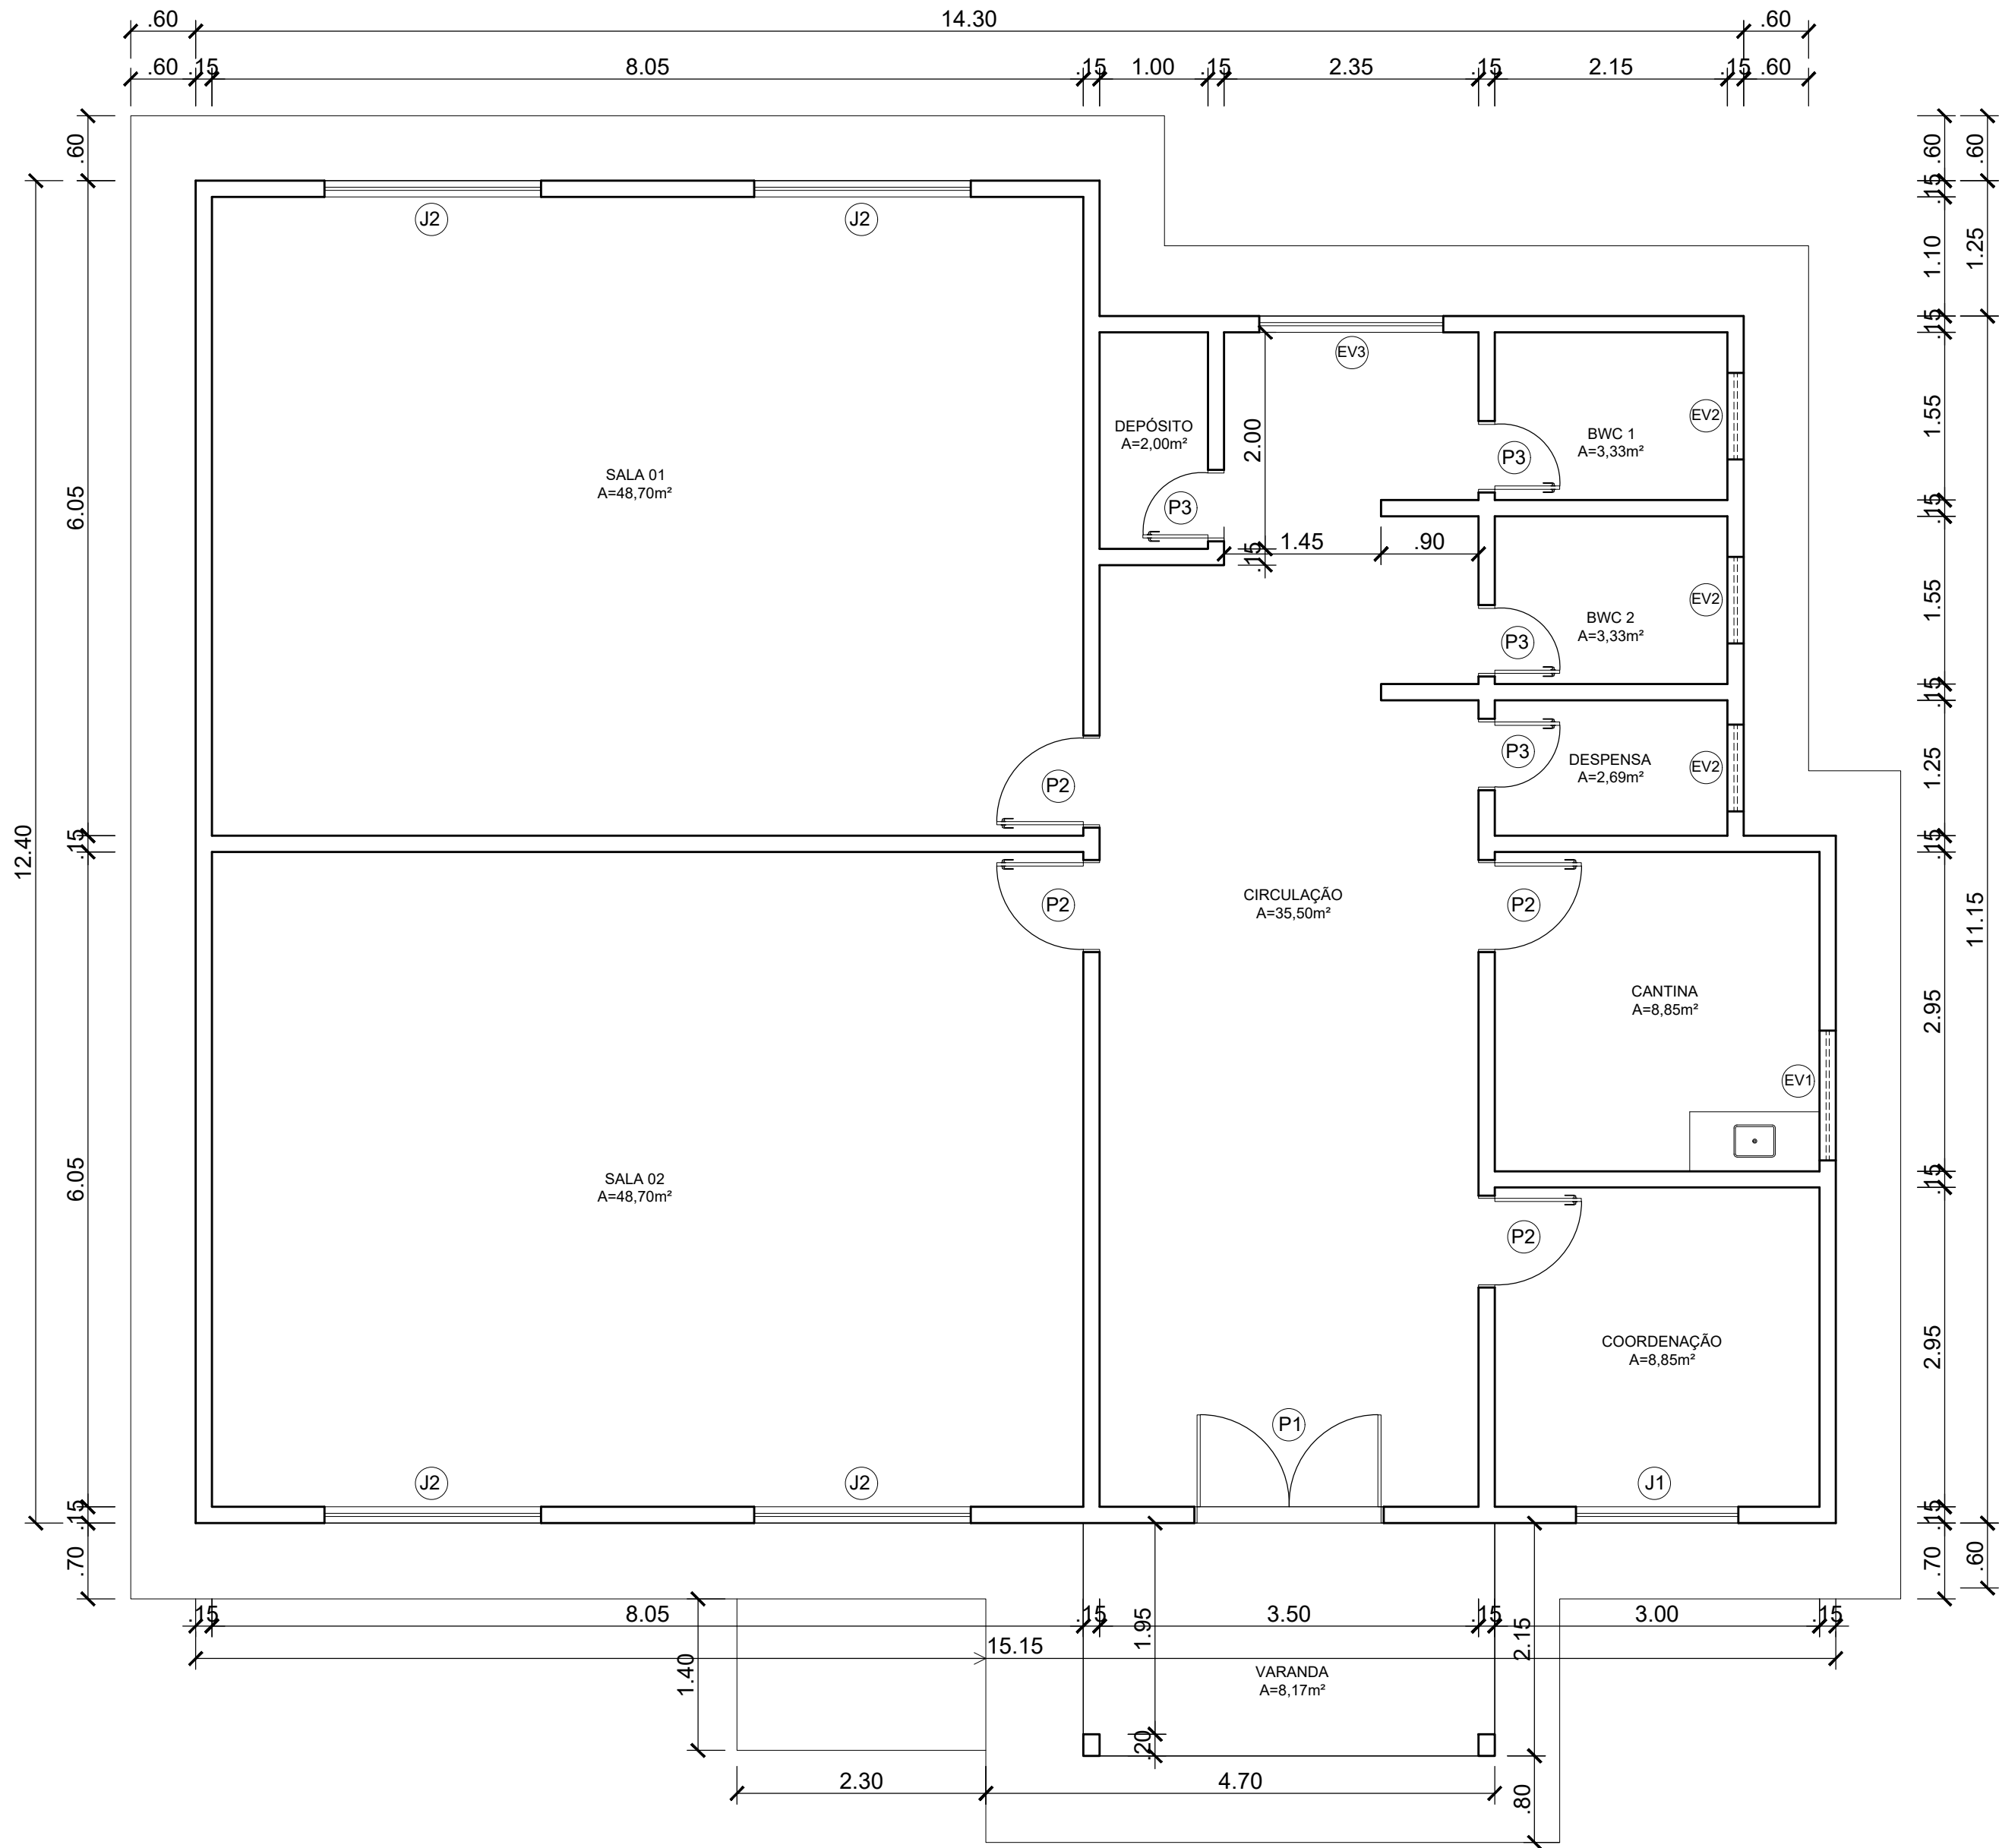 .60 14.30 .60
.60 .15 8.05 .15 1.00 .15 2.35 .15 2.15 .15 .60
.60
.60
.60
.15
1.10
1.25
J2
J2
.15
EV3
EV2
1.55
2.00
DEPÓSITO
A=2,00m²
BWC 1
A=3,33m²
P3
SALA 01
A=48,70m²
6.05
P3
.15
1.45
.90
.15
EV2
1.55
BWC 2
A=3,33m²
P3
.15
P3
DESPENSA
A=2,69m²
EV2
1.25
P2
12.40
.15
.15
P2
CIRCULAÇÃO
A=35,50m²
P2
11.15
CANTINA
A=8,85m²
2.95
EV1
6.05
SALA 02
A=48,70m²
.15
P2
COORDENAÇÃO
A=8,85m²
2.95
P1
J2
J2
J1
.15
.15
.70
.70
.60
.15 8.05 .15 3.50 .15 3.00 .15
1.95
2.15
15.15
1.40
VARANDA
A=8,17m²
.20
2.30
4.70
.80